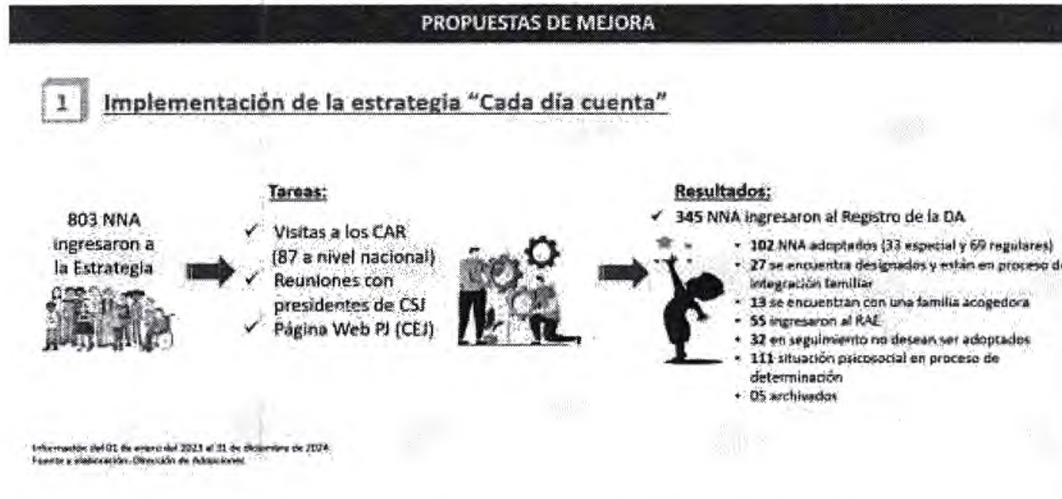 PROPUESTAS DE MEJORA
1
Implementación de la estrategia "Cada día cuenta"
803 NNA
ingresaron a
la Estrategia
Tareas:
✓ Visitas a los CAR
(87 a nivel nacional)
✓ Reuniones con
presidentes de CSJ
✓ Página Web PJ (CEJ)
Resultados:
✓ 345 NNA ingresaron al Registro de la DA
• 102 NNA adoptados (33 especial y 69 regulares)
• 27 se encuentra designados y están en proceso de
integración familiar
• 13 se encuentran con una familia acogedora
• 55 ingresaron al RAE
• 32 en seguimiento no desean ser adoptados
• 111 situación psicosocial en proceso de
determinación
• 05 archivados
Información del 01 de enero del 2023 al 31 de diciembre de 2024.
Fuente y elaboración: Dirección de Adopciones